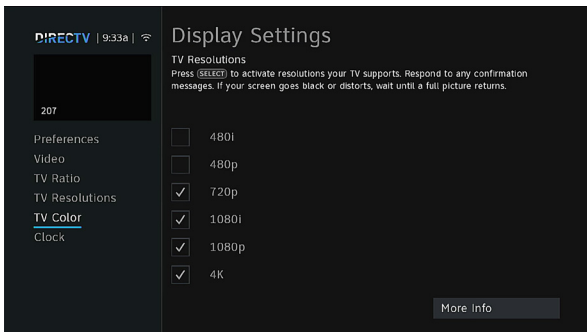 DIRECTV | 9:33a |
207
Preferences
Video
TV Ratio
TV Resolutions
TV Color
Clock
Display Settings
TV Resolutions
Press SELECT to activate resolutions your TV supports. Respond to any confirmation
messages. If your screen goes black or distorts, wait until a full picture returns.
480i
480p
720p
1080i
1080p
4K
More Info